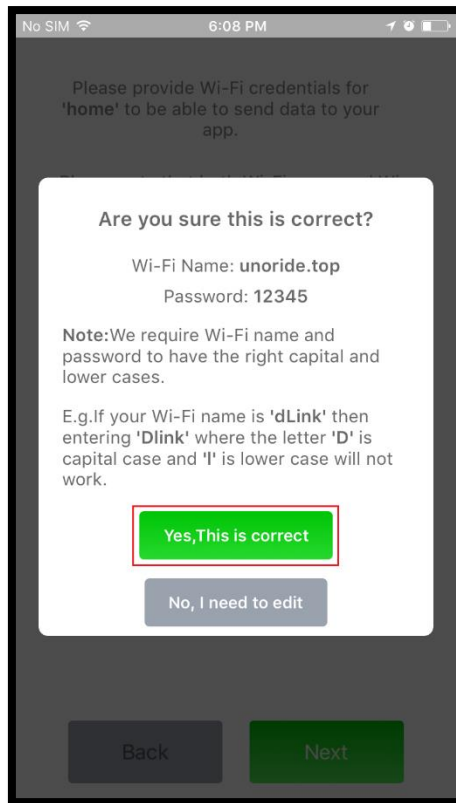 No SIM 6:08 PM
Please provide Wi-Fi credentials for
'home' to be able to send data to your
app.
Are you sure this is correct?
Wi-Fi Name: unoride.top
Password: 12345
Note:We require Wi-Fi name and
password to have the right capital and
lower cases.
E.g.If your Wi-Fi name is 'dLink' then
entering 'Dlink' where the letter 'D' is
capital case and 'l' is lower case will not
work.
Yes,This is correct
No, I need to edit
Back Next